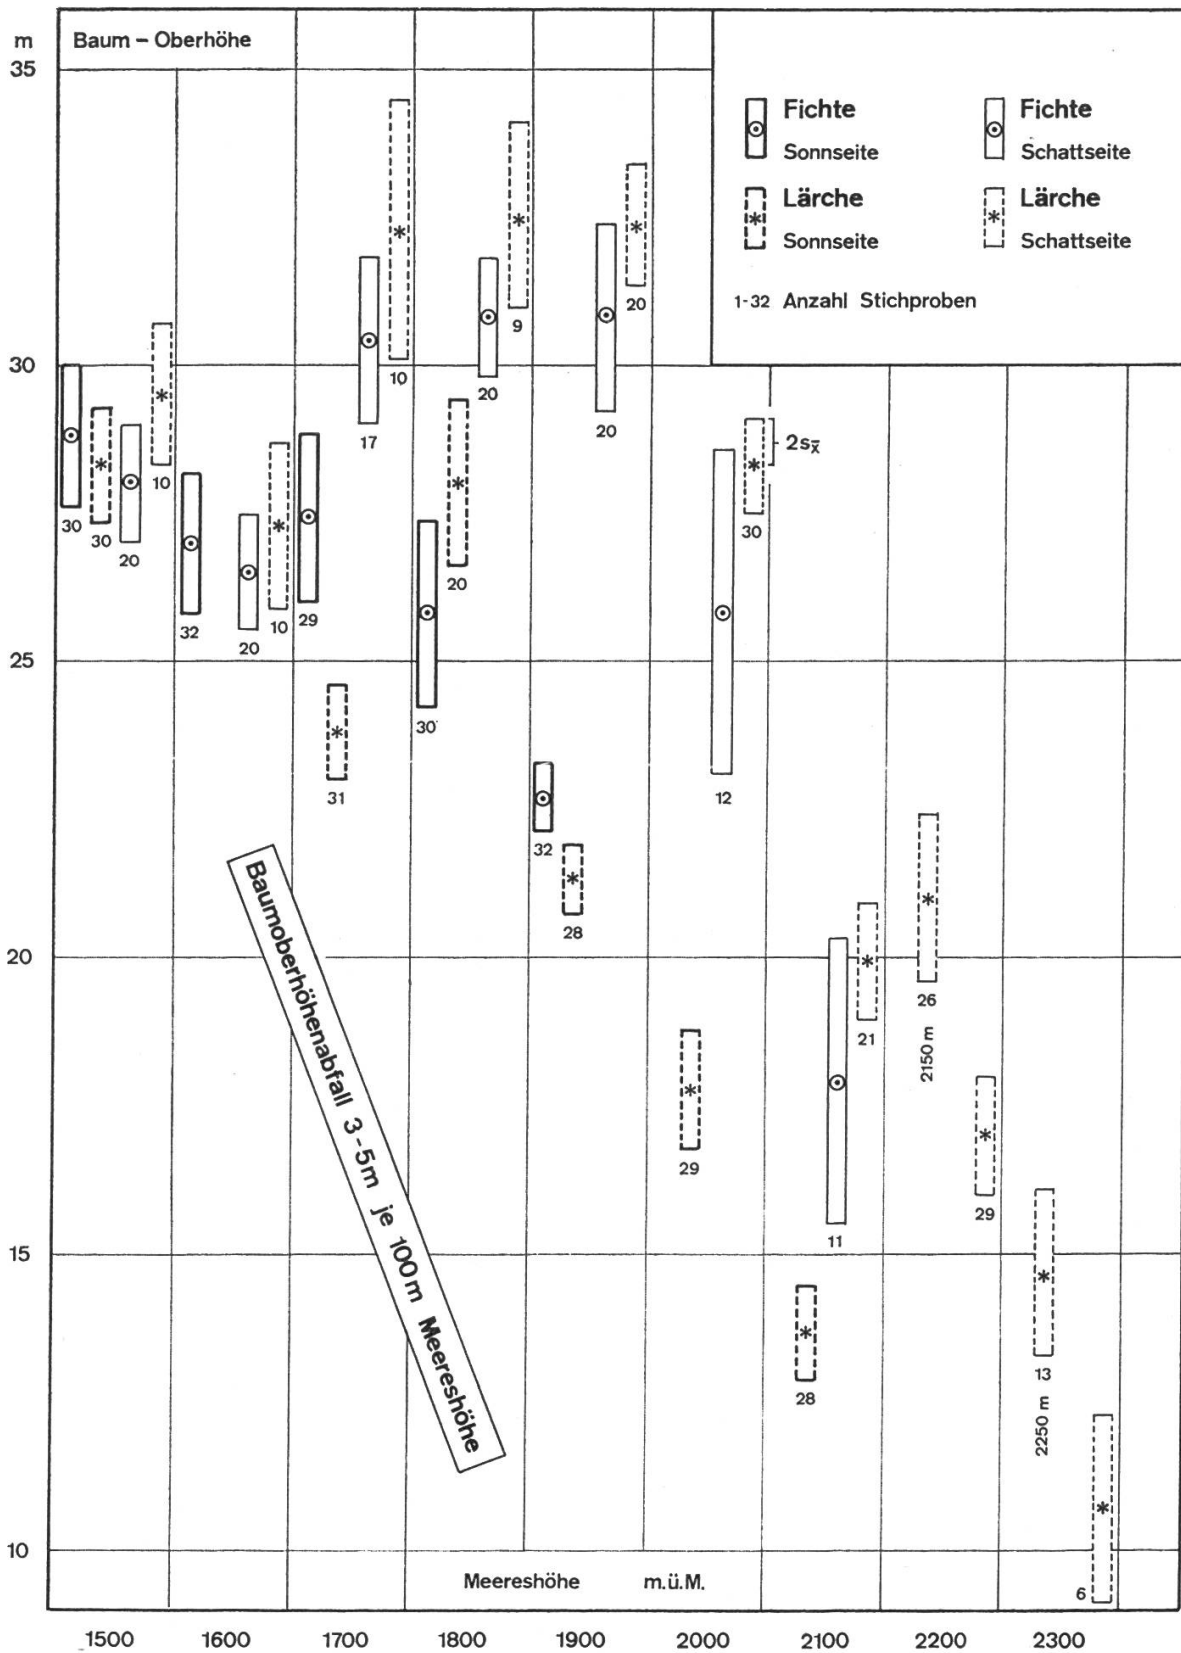 m
Baum – Oberhöhe
35
Fichte
Sonnseite
Fichte
Schattseite
Lärche
Sonnseite
Lärche
Schattseite
1-32 Anzahl Stichproben
20
9
30
10
20
17
20
2sx̄
10
30
30
30
20
20
32
20
10
29
25
30
31
12
32
28
20
26
21
2150 m
29
29
11
15
13
28
2250 m
Baumoberhöhenabfall 3-5m je 100m Meereshöhe
10
Meereshöhe m.ü.M.
6
1500 1600 1700 1800 1900 2000 2100 2200 2300